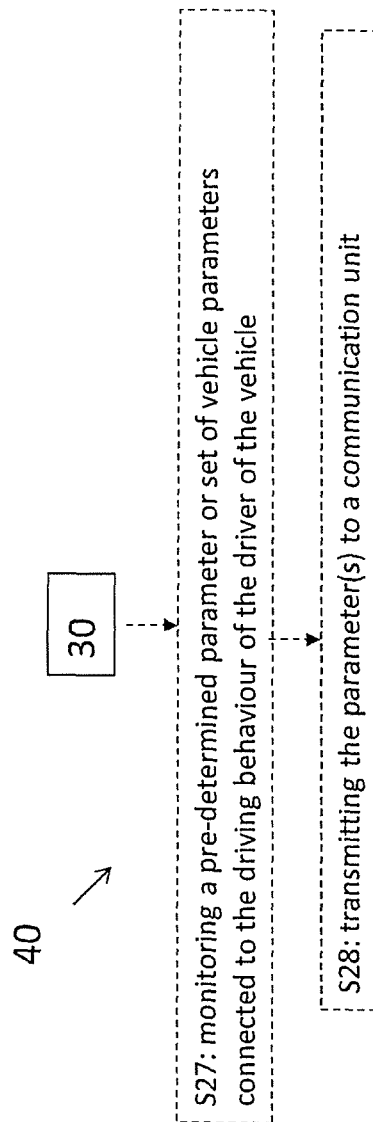 40
30
S27: monitoring a pre-determined parameter or set of vehicle parameters
connected to the driving behaviour of the driver of the vehicle
S28: transmitting the parameter(s) to a communication unit